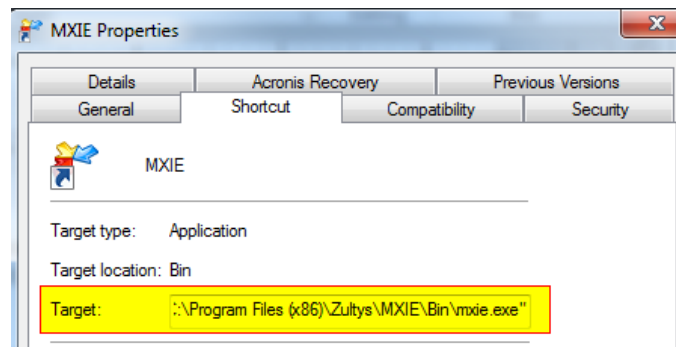 MXIE Properties
x
Details Acronis Recovery Previous Versions
General Shortcut Compatibility Security
MXIE
Target type: Application
Target location: Bin
Target: :\Program Files (x86)\Zultys\MXIE\Bin\mxie.exe"